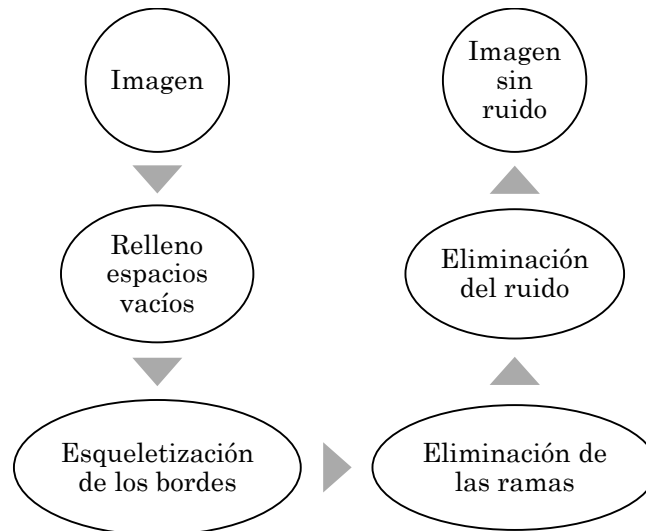 Imagen
Relleno
espacios
vacíos
Esqueletización
de los bordes
Eliminación de
las ramas
Eliminación
del ruido
Imagen
sin
ruido